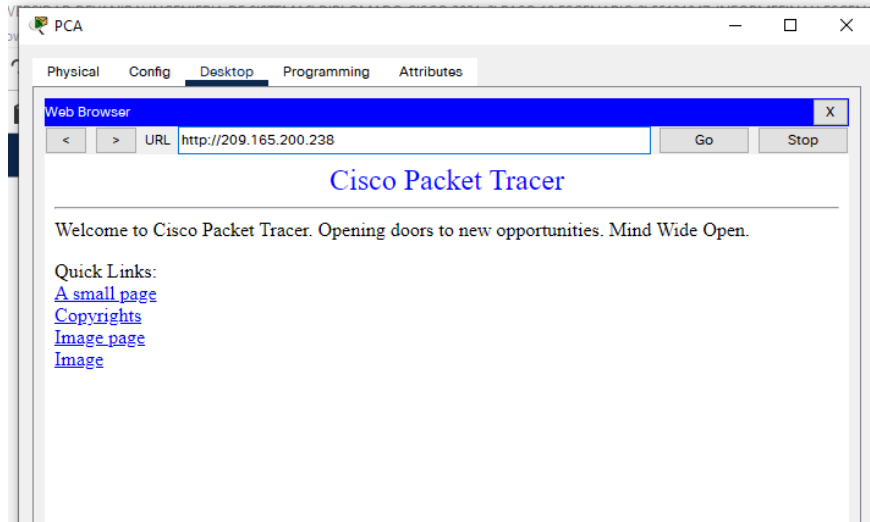 PCA
Physical Config Desktop Programming Attributes
Web Browser X
< > URL http://209.165.200.238 Go Stop
Cisco Packet Tracer
Welcome to Cisco Packet Tracer. Opening doors to new opportunities. Mind Wide Open.
Quick Links:
A small page
Copyrights
Image page
Image